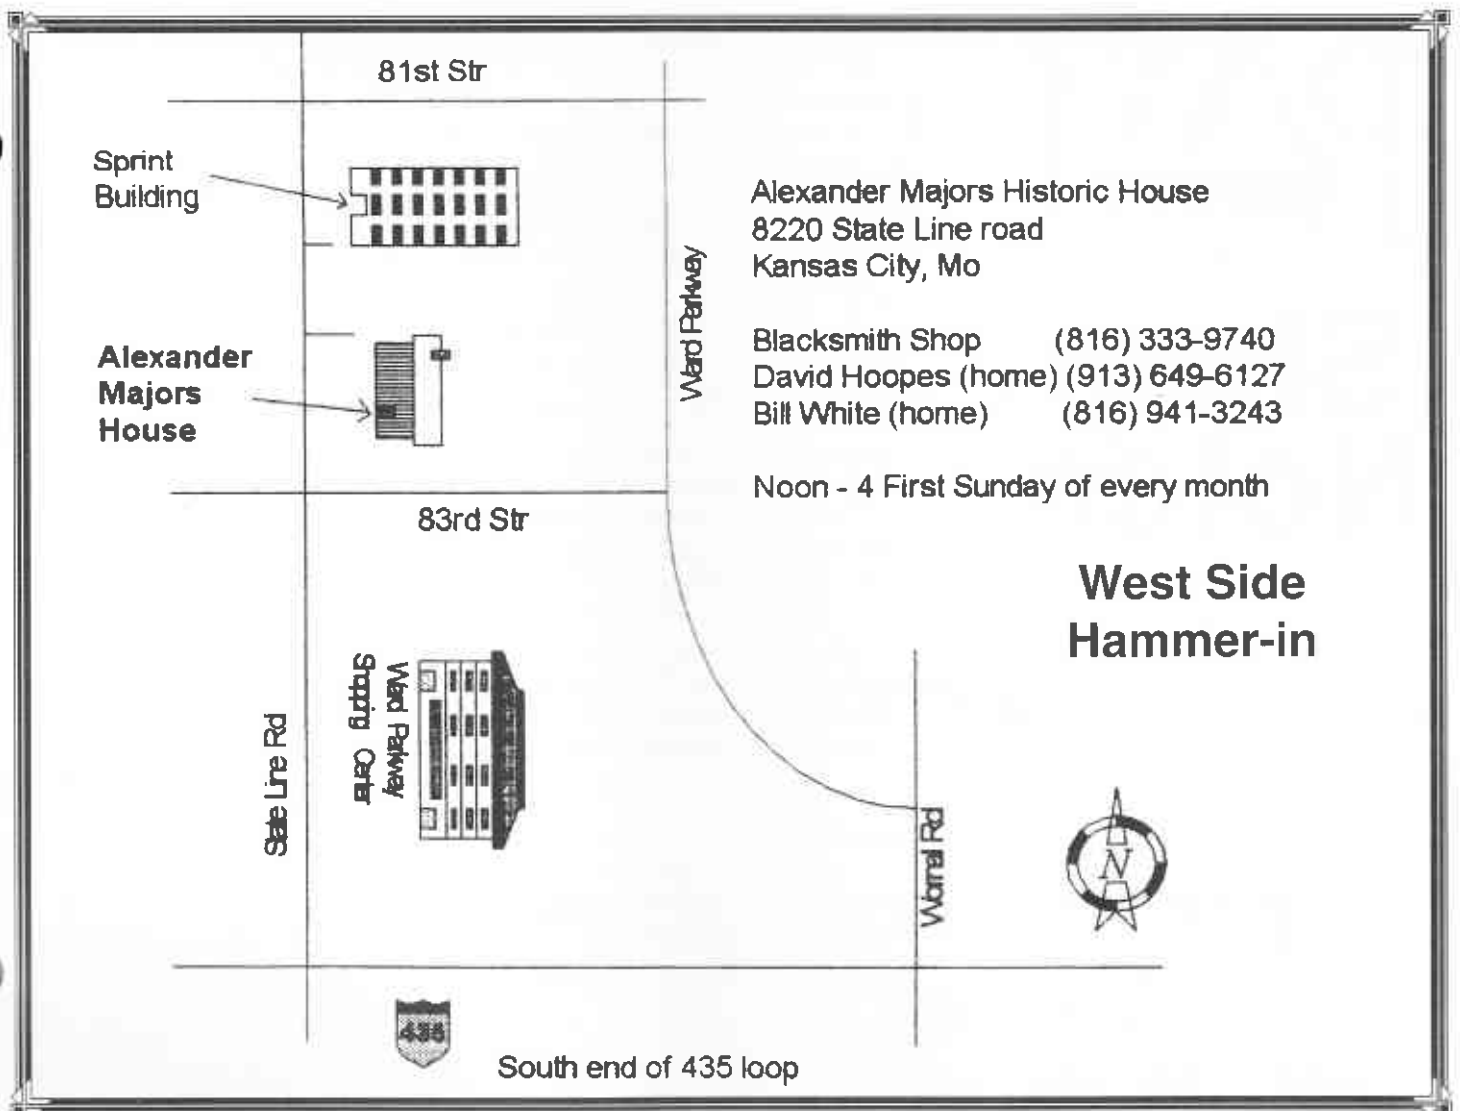 81st Str
Sprint
Building
Alexander Majors Historic House
8220 State Line road
Kansas City, Mo
Ward Parkway
Blacksmith Shop (816) 333-9740
David Hoopes (home) (913) 649-6127
Bill White (home) (816) 941-3243
Alexander
Majors
House
Noon - 4 First Sunday of every month
83rd Str
West Side
Hammer-in
Ward Parkway
Shopping Center
State Line Rd
Wornal Rd
N
435
South end of 435 loop